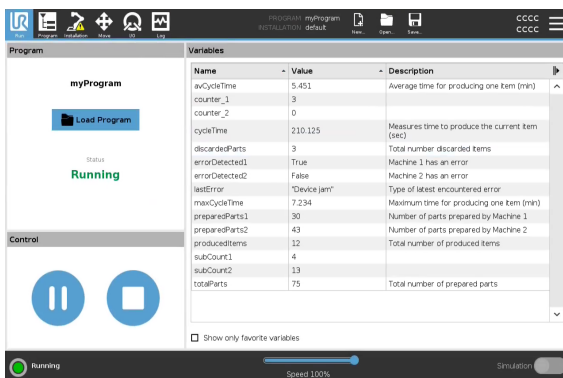 UR
PROGRAM myProgram
INSTALLATION default
CCCC
CCCC
Run Program Installation Move I/O Log New... Open... Save...
Program
myProgram
Load Program
Status
Running
Control
Variables
Name Value Description
avCycleTime 5.451 Average time for producing one item (min)
counter_1 3
counter_2 0
cycleTime 210.125 Measures time to produce the current item
(sec)
discardedParts 3 Total number discarded items
errorDetected1 True Machine 1 has an error
errorDetected2 False Machine 2 has an error
lastError "Device jam" Type of latest encountered error
maxCycleTime 7.234 Maximum time for producing one item (min)
preparedParts1 30 Number of parts prepared by Machine 1
preparedParts2 43 Number of parts prepared by Machine 2
producedItems 12 Total number of produced items
subCount1 4
subCount2 13
totalParts 75 Total number of prepared parts
Show only favorite variables
Running
Speed 100%
Simulation